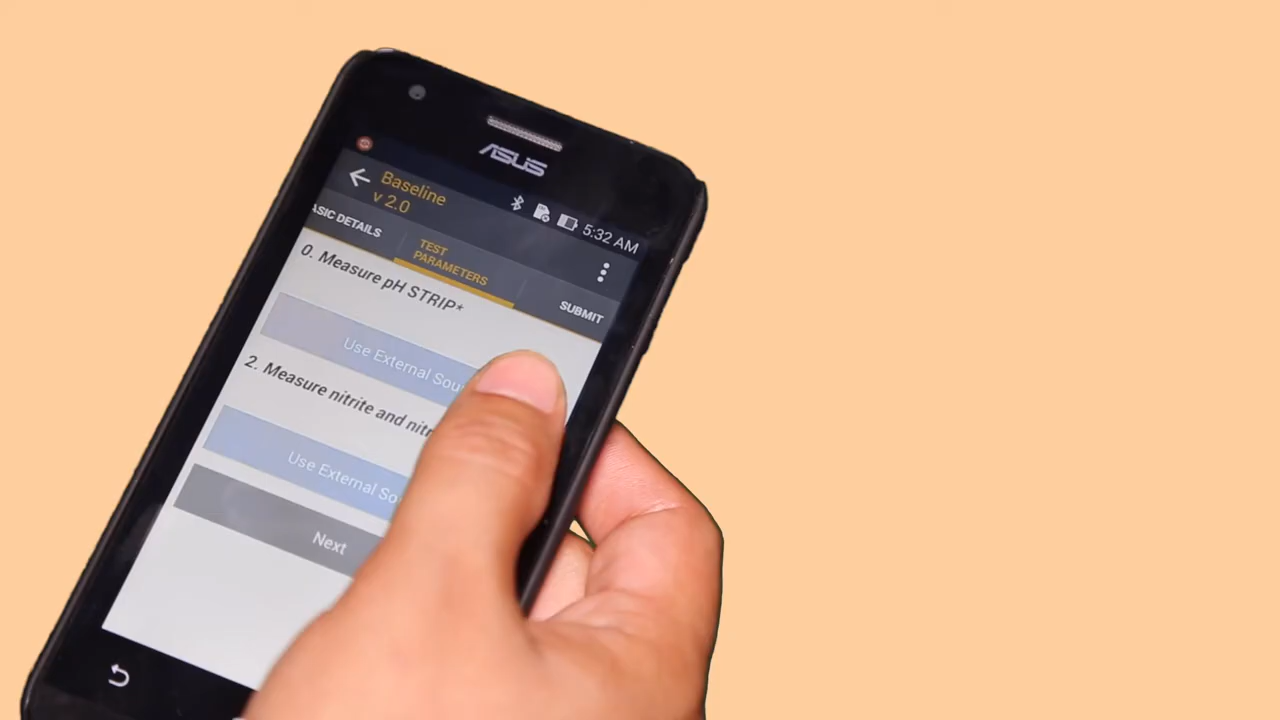 ASUS
5:32 AM
Baseline
v 2.0
ASIC DETAILS
TEST
PARAMETERS
SUBMIT
0. Measure pH STRIP*
Use External Sou
2. Measure nitrite and nitr
Use External So
Next